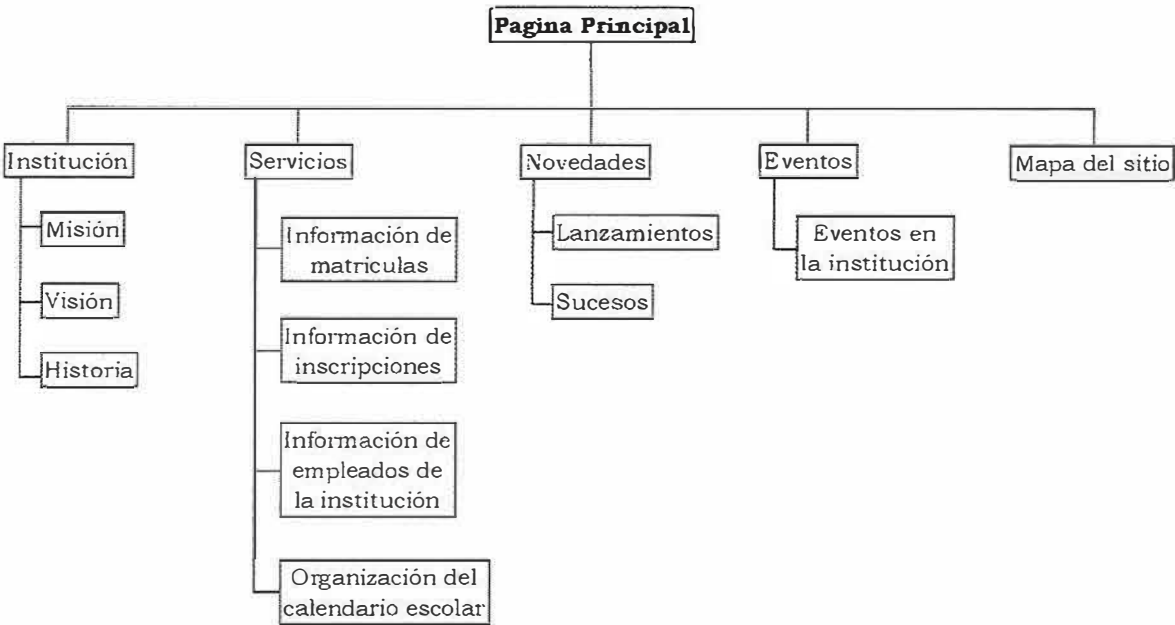 Pagina Principal
Institución
Misión
Visión
Historia
Servicios
Información de
matriculas
Información de
inscripciones
Información de
empleados de
la institución
Organización del
calendario escolar
Novedades
Lanzamientos
Sucesos
Eventos
Eventos en
la institución
Mapa del sitio